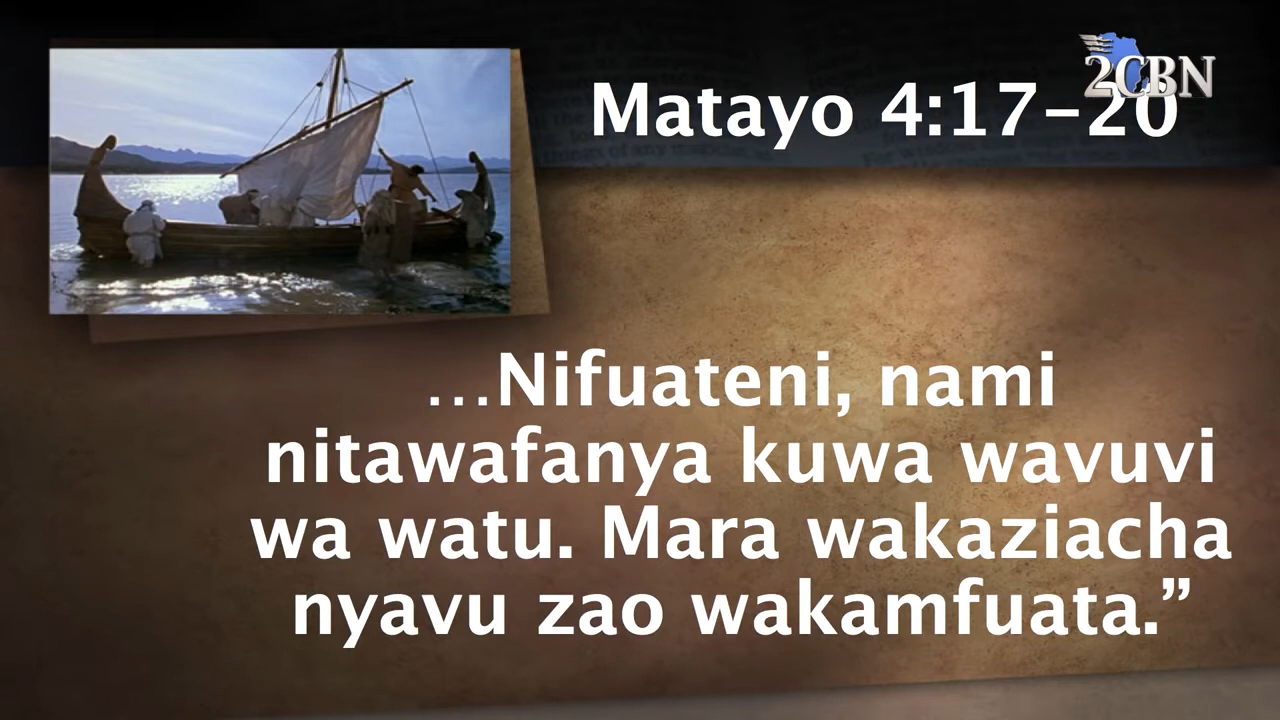 2CBN
Matayo 4:17-20
…Nifuateni, nami
nitawafanya kuwa wavuvi
wa watu. Mara wakaziacha
nyavu zao wakamfuata.”